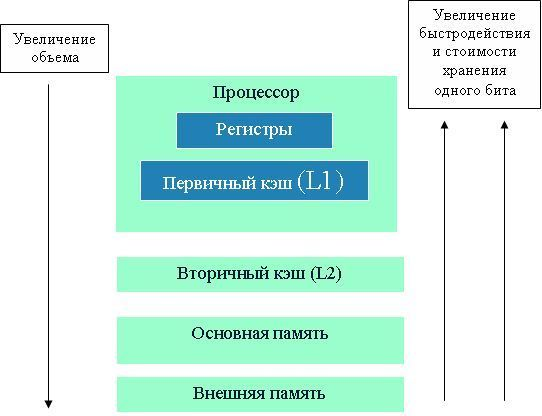 Увеличение
объема
Увеличение
быстродействия
и стоимости
хранения
одного бита
Процессор
Регистры
Первичный кэш (L1)
Вторичный кэш (L2)
Основная память
Внешняя память